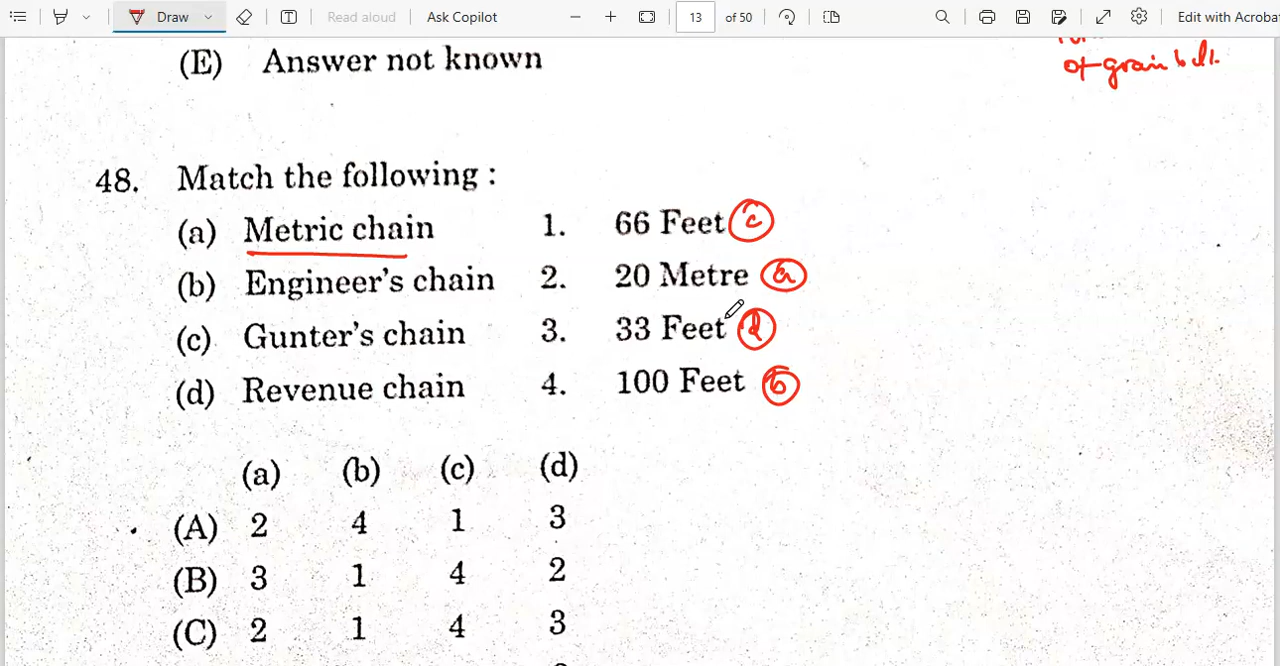 Draw Read aloud Ask Copilot 13 of 50 Edit with Acroba
(E) Answer not known
of grain
48. Match the following :
(a) Metric chain 1. 66 Feet c
(b) Engineer's chain 2. 20 Metre a
(c) Gunter's chain 3. 33 Feet d
(d) Revenue chain 4. 100 Feet b
(a) (b) (c) (d)
(A) 2 4 1 3
(B) 3 1 4 2
(C) 2 1 4 3